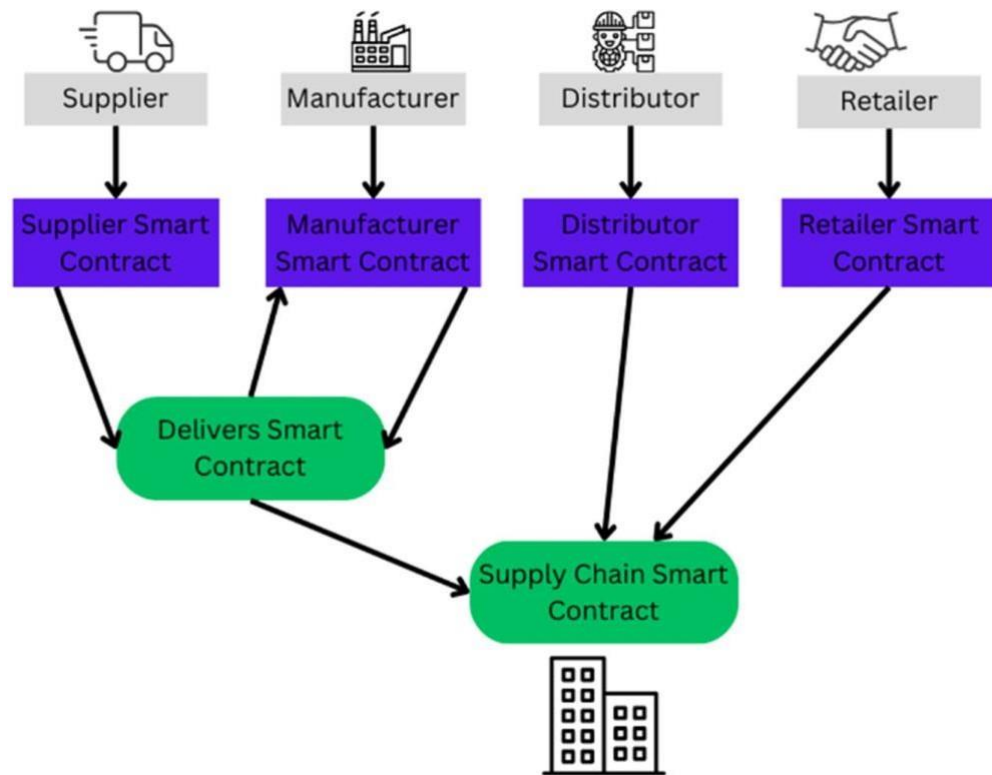 Supplier
Manufacturer
Distributor
Retailer
Supplier Smart
Contract
Manufacturer
Smart Contract
Distributor
Smart Contract
Retailer Smart
Contract
Delivers Smart
Contract
Supply Chain Smart
Contract